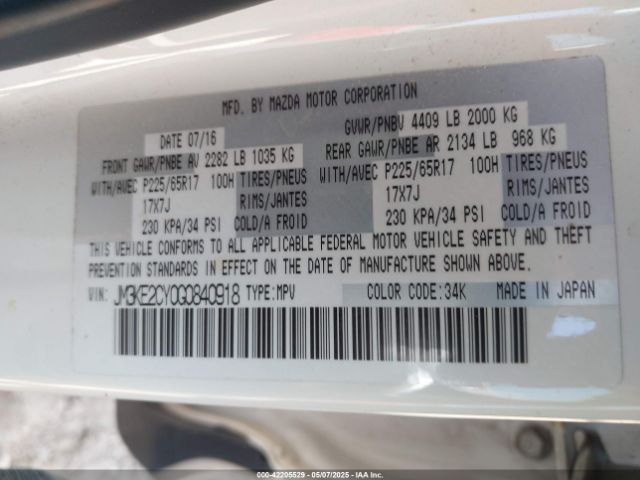 MFD. BY MAZDA MOTOR CORPORATION
DATE 07/16 GVWR/PNBV 4409 LB 2000 KG
FRONT GAWR/PNBE AV 2282 LB 1035 KG REAR GAWR/PNBE AR 2134 LB 968 KG
WITH/AVEC P225/65R17 100H TIRES/PNEUS WITH/AVEC P225/65R17 100H TIRES/PNEUS
17X7J RIMS/JANTES 17X7J RIMS/JANTES
230 KPA/34 PSI COLD/A FROID 230 KPA/34 PSI COLD/A FROID
THIS VEHICLE CONFORMS TO ALL APPLICABLE FEDERAL MOTOR VEHICLE SAFETY AND THEFT
PREVENTION STANDARDS IN EFFECT ON THE DATE OF MANUFACTURE SHOWN ABOVE.
VIN: JM3KE2CY0G0840918 TYPE:MPV COLOR CODE:34K MADE IN JAPAN
000-42205529 - 05/07/2025 - IAAI.com